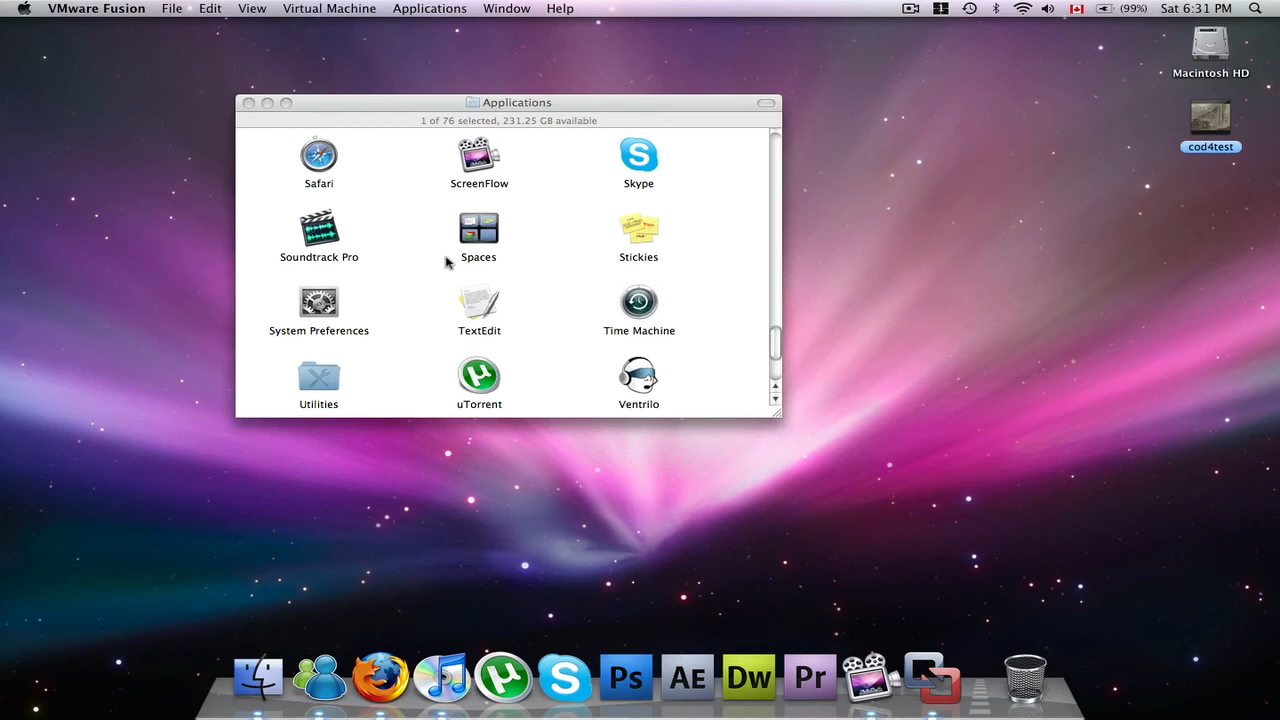 VMware Fusion File Edit View Virtual Machine Applications Window Help 1 (99%) Sat 6:31 PM
Macintosh HD
cod4test
Applications
1 of 76 selected, 231.25 GB available
Safari ScreenFlow Skype
Soundtrack Pro Spaces Stickies
System Preferences TextEdit Time Machine
Utilities uTorrent Ventrilo
Ps AE Dw Pr